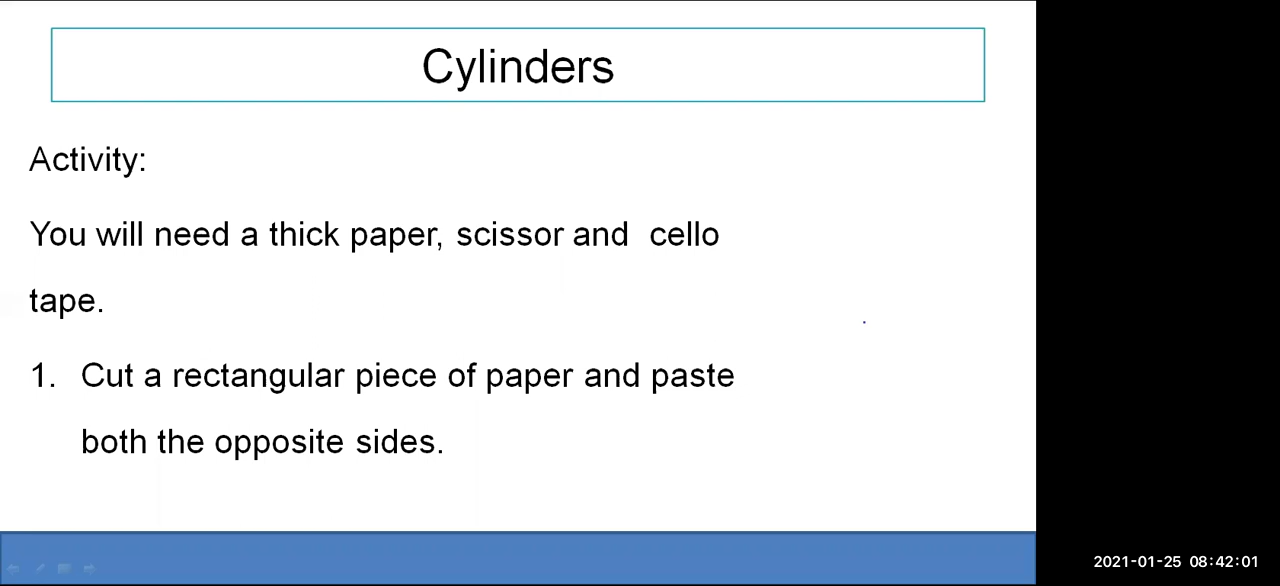 Cylinders
Activity:
You will need a thick paper, scissor and cello
tape.
1. Cut a rectangular piece of paper and paste
both the opposite sides.
2021-01-25 08:42:01